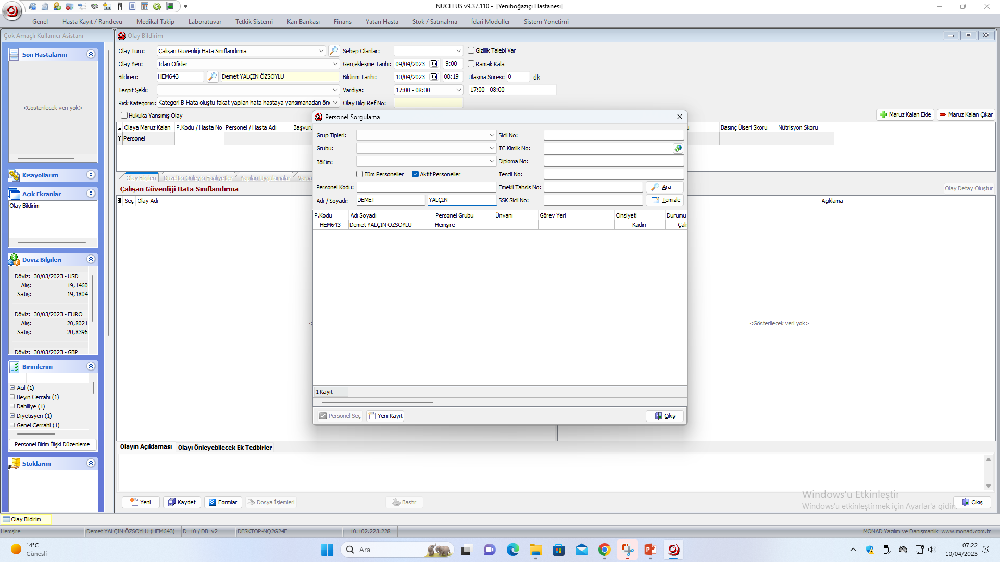 NUCLEUS v9.37.110 - [Yeniboğaziçi Hastanesi]
Genel Hasta Kayıt / Randevu Medikal Takip Laboratuvar Tetkik Sistemi Kan Bankası Finans Yatan Hasta Stok / Satınalma İdari Modüller Sistem Yönetimi
Çok Amaçlı Kullanıcı Asistanı
Son Hastalarım
<Gösterilecek veri yok>
Kısayollarım
Açık Ekranlar
Olay Bildirim
Döviz Bilgileri
Döviz: 30/03/2023 - USD
Alış: 19,1460
Satış: 19,1804
Döviz: 30/03/2023 - EURO
Alış: 20,8021
Satış: 20,8396
Döviz: 30/03/2023 - GBP
Birimlerim
Acil (1)
Beyin Cerrahi (1)
Dahiliye (1)
Diyetisyen (1)
Genel Cerrahi (1)
Personel Birim İlişki Düzenleme
Stoklarım
Olay Bildirim
Olay Türü: Çalışan Güvenliği Hata Sınıflandırma Sebep Olanlar: Gizlilik Talebi Var
Olay Yeri: İdari Ofisler Gerçekleşme Tarihi: 09/04/2023 15 9:00 Ramak Kala
Bildiren: HEM643 Demet YALÇIN ÖZSOYLU Bildirim Tarihi: 10/04/2023 15 08:19 Ulaşma Süresi: 0 dk
Tespit Şekli: Vardiya: 17:00 - 08:00 17:00 - 08:00
Risk Kategorisi: Kategori B-Hata oluştu fakat yapılan hata hastaya yansımanadan ön Olay Bilgi Ref No:
Hukuka Yansımış Olay
Maruz Kalan Ekle Maruz Kalan Çıkar
Olaya Maruz Kalan P.Kodu / Hasta No Personel / Hasta Adı Başvuru Basınç Ülseri Skoru Nütrisyon Skoru
Personel
Olay Bilgileri Düzeltici Önleyici Faaliyetler Yapılan Uygulamalar Varsa
Çalışan Güvenliği Hata Sınıflandırma Olay Detay Oluştur
Seç Olay Adı Açıklama
<Gösterilecek veri yok>
Personel Sorgulama
Grup Tipleri: Sicil No:
Grubu: TC Kimlik No:
Bölüm: Diploma No:
Tüm Personeller Aktif Personeller Tescil No:
Personel Kodu: Emekli Tahsis No: Ara
Adı / Soyadı: DEMET YALÇIN SSK Sicil No: Temizle
P.Kodu Adı Soyadı Personel Grubu Ünvanı Görev Yeri Cinsiyeti Durumu
HEM643 Demet YALÇIN ÖZSOYLU Hemşire Kadın Çalı
1 Kayıt
Personel Seç Yeni Kayıt Çıkış
Olayın Açıklaması Olayı Önleyebilecek Ek Tedbirler
Yeni Kaydet Formlar Dosya İşlemleri Bastır Çıkış
Windows'u Etkinleştir
Windows'u etkinleştirmek için Ayarlar'a gidin.
Olay Bildirim
Hemşire Demet YALÇIN ÖZSOYLU (HEM643) D_10 / DB_v2 DESKTOP-NQ2G24F 10.102.223.228 MONAD Yazılım ve Danışmanlık www.monad.com.tr
14°C
Güneşli
Ara
07:22
10/04/2023